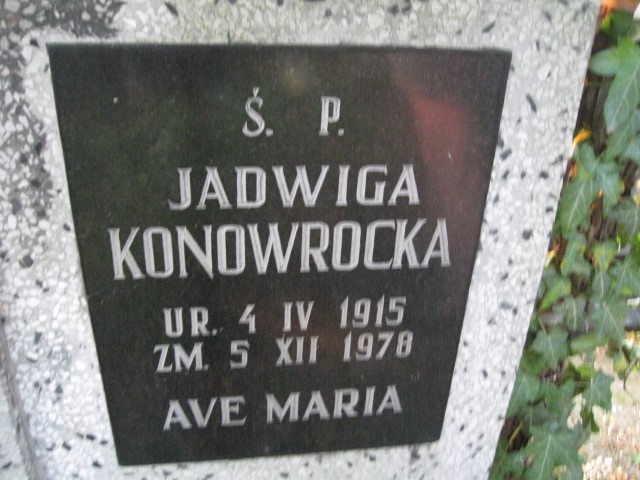 Ś. P.
JADWIGA
KONOWROCKA
UR. 4 IV 1915
ZM. 5 XII 1978
AVE MARIA